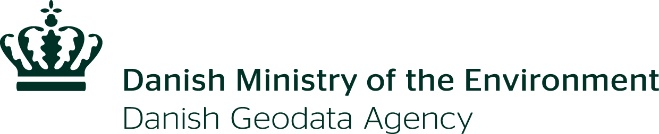 Danish Ministry of the Environment
Danish Geodata Agency